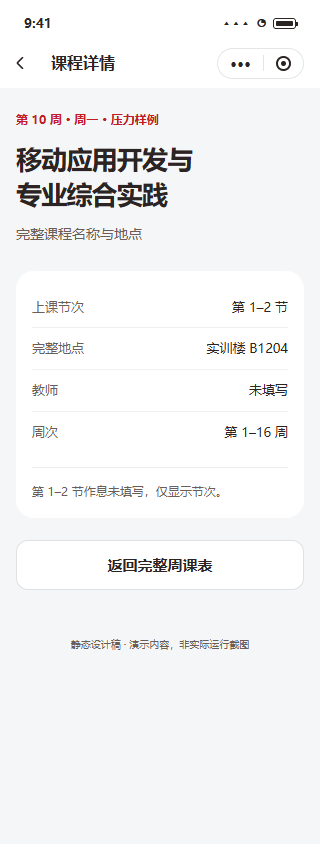 9:41
课程详情
第 10 周 · 周一 · 压力样例
移动应用开发与
专业综合实践
完整课程名称与地点
上课节次 第 1–2 节
完整地点 实训楼 B1204
教师 未填写
周次 第 1–16 周
第 1–2 节作息未填写，仅显示节次。
返回完整周课表
静态设计稿 · 演示内容，非实际运行截图